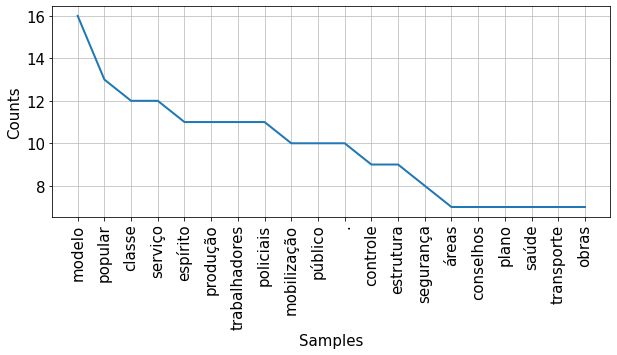 16
14
12
10
8
Counts
modelo
popular
classe
serviço
espírito
produção
trabalhadores
policiais
mobilização
público
.
controle
estrutura
segurança
áreas
conselhos
plano
saúde
transporte
obras
Samples